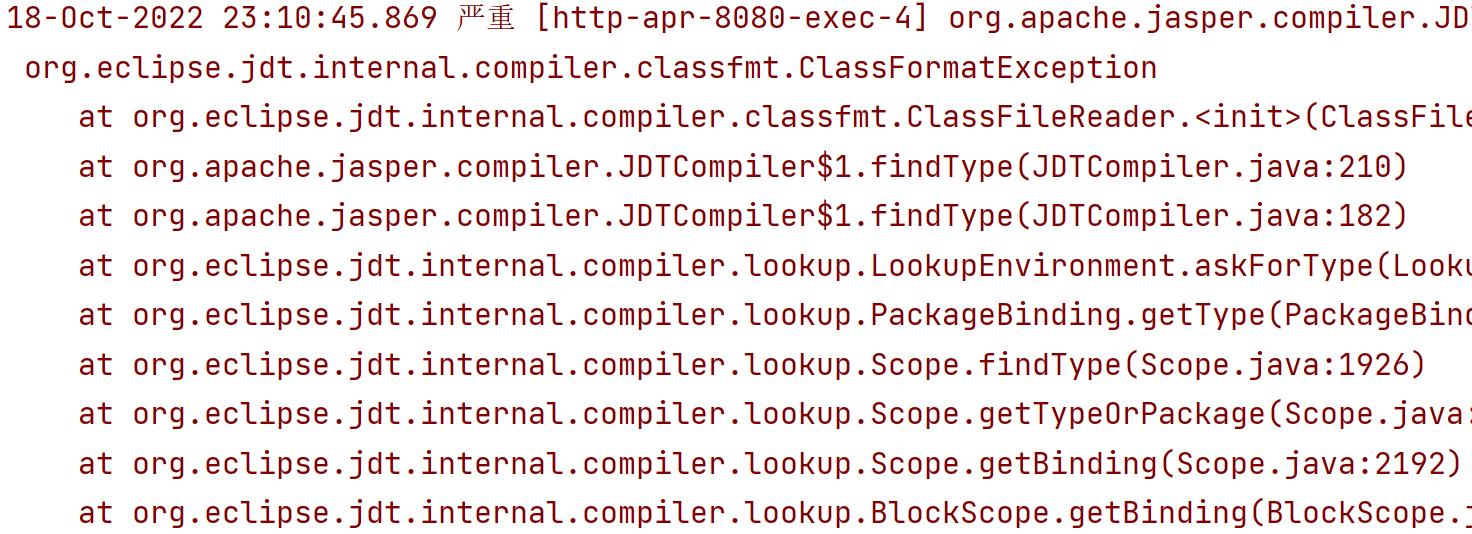 18-Oct-2022 23:10:45.869 严重 [http-apr-8080-exec-4] org.apache.jasper.compiler.JD
org.eclipse.jdt.internal.compiler.classfmt.ClassFormatException
at org.eclipse.jdt.internal.compiler.classfmt.ClassFileReader.<init>(ClassFile
at org.apache.jasper.compiler.JDTCompiler$1.findType(JDTCompiler.java:210)
at org.apache.jasper.compiler.JDTCompiler$1.findType(JDTCompiler.java:182)
at org.eclipse.jdt.internal.compiler.lookup.LookupEnvironment.askForType(Looku
at org.eclipse.jdt.internal.compiler.lookup.PackageBinding.getType(PackageBind
at org.eclipse.jdt.internal.compiler.lookup.Scope.findType(Scope.java:1926)
at org.eclipse.jdt.internal.compiler.lookup.Scope.getTypeOrPackage(Scope.java:
at org.eclipse.jdt.internal.compiler.lookup.Scope.getBinding(Scope.java:2192)
at org.eclipse.jdt.internal.compiler.lookup.BlockScope.getBinding(BlockScope.j